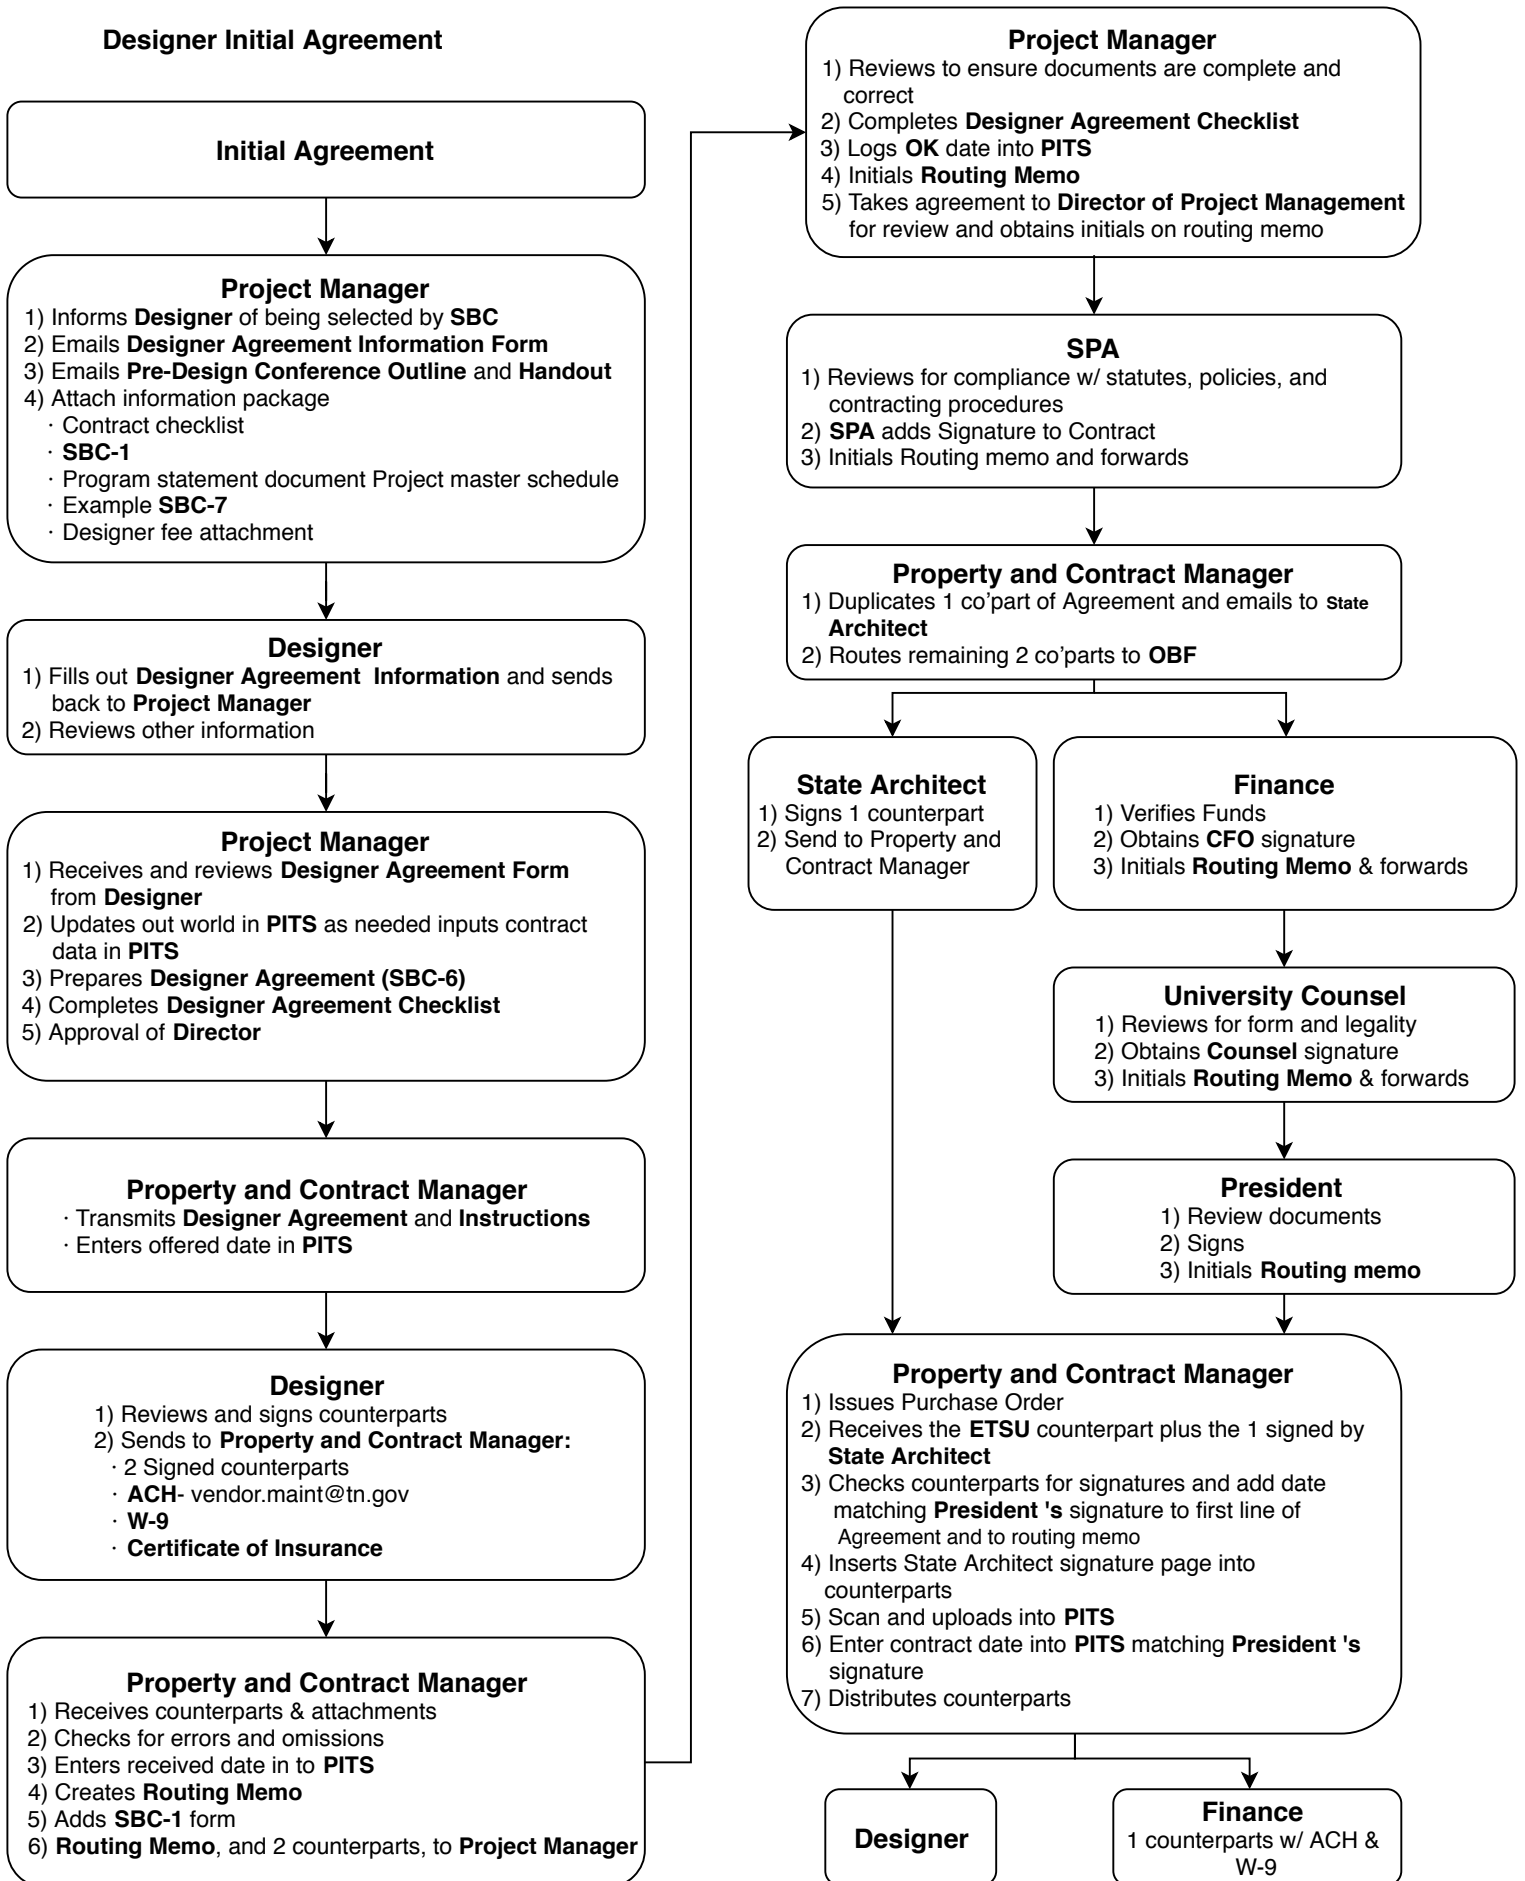 Designer Initial Agreement
Initial Agreement
Project Manager
1) Informs Designer of being selected by SBC
2) Emails Designer Agreement Information Form
3) Emails Pre-Design Conference Outline and Handout
4) Attach information package
· Contract checklist
· SBC-1
· Program statement document Project master schedule
· Example SBC-7
· Designer fee attachment
Designer
1) Fills out Designer Agreement Information and sends
back to Project Manager
2) Reviews other information
Project Manager
1) Receives and reviews Designer Agreement Form
from Designer
2) Updates out world in PITS as needed inputs contract
data in PITS
3) Prepares Designer Agreement (SBC-6)
4) Completes Designer Agreement Checklist
5) Approval of Director
Property and Contract Manager
· Transmits Designer Agreement and Instructions
· Enters offered date in PITS
Designer
1) Reviews and signs counterparts
2) Sends to Property and Contract Manager:
· 2 Signed counterparts
· ACH- vendor.maint@tn.gov
· W-9
· Certificate of Insurance
Property and Contract Manager
1) Receives counterparts & attachments
2) Checks for errors and omissions
3) Enters received date in to PITS
4) Creates Routing Memo
5) Adds SBC-1 form
6) Routing Memo, and 2 counterparts, to Project Manager
Project Manager
1) Reviews to ensure documents are complete and
correct
2) Completes Designer Agreement Checklist
3) Logs OK date into PITS
4) Initials Routing Memo
5) Takes agreement to Director of Project Management
for review and obtains initials on routing memo
SPA
1) Reviews for compliance w/ statutes, policies, and
contracting procedures
2) SPA adds Signature to Contract
3) Initials Routing memo and forwards
Property and Contract Manager
1) Duplicates 1 co'part of Agreement and emails to State
Architect
2) Routes remaining 2 co'parts to OBF
State Architect
1) Signs 1 counterpart
2) Send to Property and
Contract Manager
Finance
1) Verifies Funds
2) Obtains CFO signature
3) Initials Routing Memo & forwards
University Counsel
1) Reviews for form and legality
2) Obtains Counsel signature
3) Initials Routing Memo & forwards
President
1) Review documents
2) Signs
3) Initials Routing memo
Property and Contract Manager
1) Issues Purchase Order
2) Receives the ETSU counterpart plus the 1 signed by
State Architect
3) Checks counterparts for signatures and add date
matching President 's signature to first line of
Agreement and to routing memo
4) Inserts State Architect signature page into
counterparts
5) Scan and uploads into PITS
6) Enter contract date into PITS matching President 's
signature
7) Distributes counterparts
Designer
Finance
1 counterparts w/ ACH &
W-9